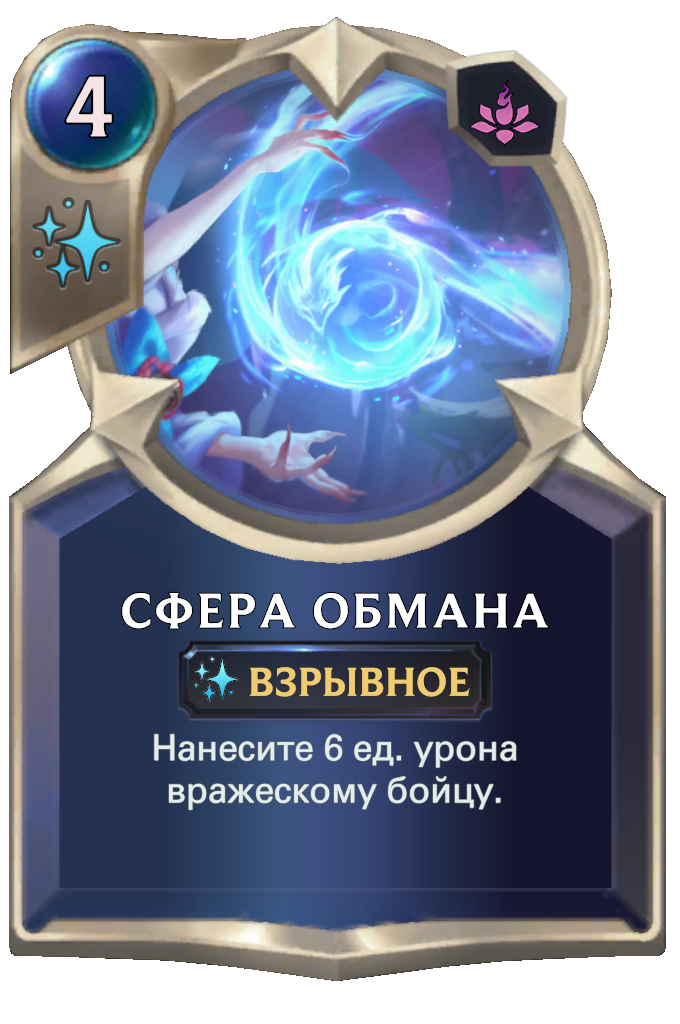 4
СФЕРА ОБМАНА
ВЗРЫВНОЕ
Нанесите 6 ед. урона
вражескому бойцу.